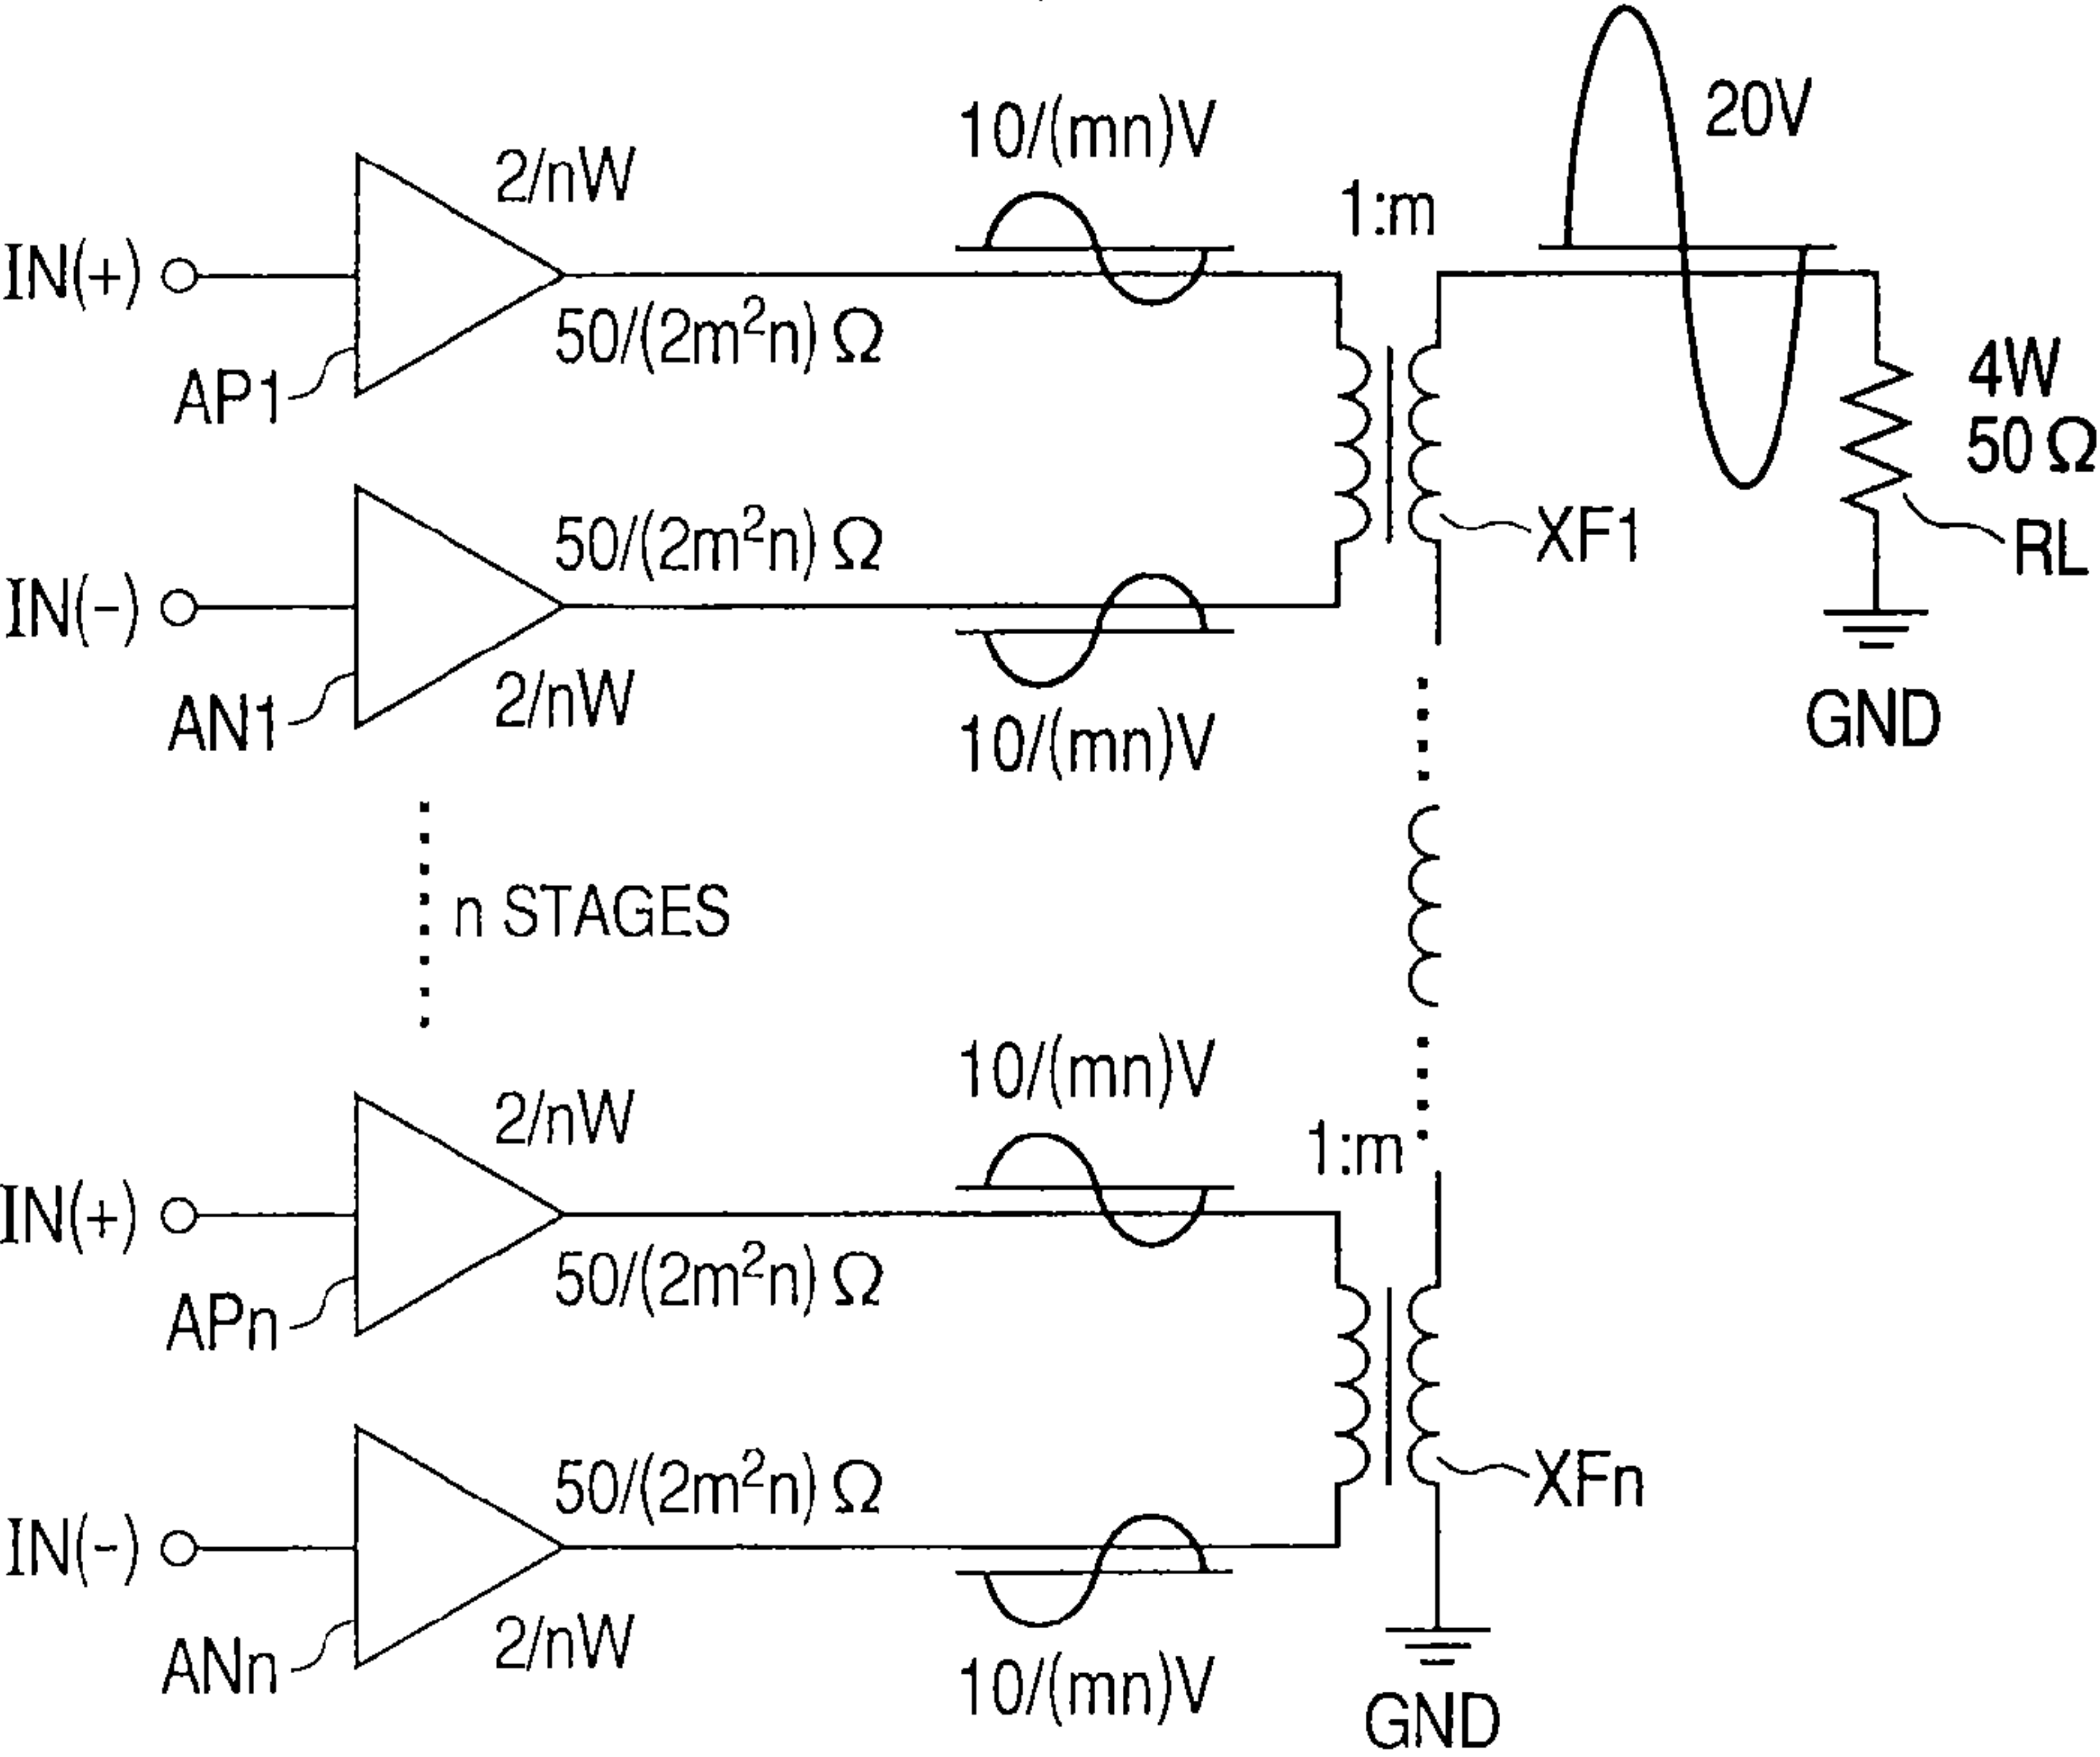 10/(mn)V
20V
2/nW
1:m
IN(+)
50/(2m²n) Ω
AP1
4W
50 Ω
50/(2m²n) Ω
XF1
RL
IN(-)
2/nW
AN1
10/(mn)V
GND
n STAGES
10/(mn)V
2/nW
1:m
IN(+)
50/(2m²n) Ω
APn
50/(2m²n) Ω
XFn
IN(-)
2/nW
ANn
10/(mn)V
GND